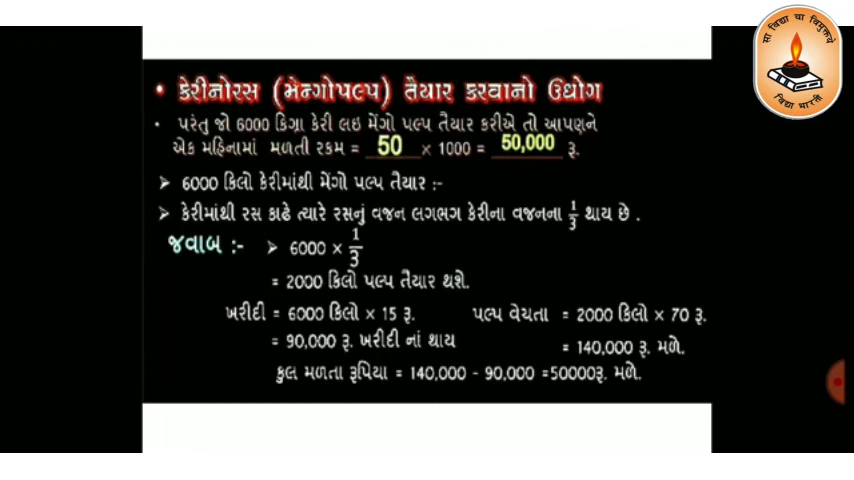 सा विद्या या विमुक्तये
• કેરીનોરસ (મેન્ગોપલ્પ) તૈયાર કરવાનો ઉધોગ
• પરંતુ જો 6000 કિગ્રા કેરી લઇ મેંગો પલ્પ તૈયાર કરીએ તો આપણને
એક મહિનામાં મળતી રકમ = 50 × 1000 = 50,000 રૂ.
વિદ્યા ભારતી
➢ 6000 કિલો કેરીમાંથી મેંગો પલ્પ તૈયાર :-
➢ કેરીમાંથી રસ કાઢે ત્યારે રસનું વજન લગભગ કેરીના વજનના 1/3 થાય છે .
જવાબ :- ➢ 6000 × 1/3
= 2000 કિલો પલ્પ તૈયાર થશે.
ખરીદી = 6000 કિલો × 15 રૂ. પલ્પ વેચતા = 2000 કિલો × 70 રૂ.
= 90,000 રૂ. ખરીદી નાં થાય = 140,000 રૂ. મળે.
કુલ મળતા રૂપિયા = 140,000 - 90,000 =50000રૂ. મળે.